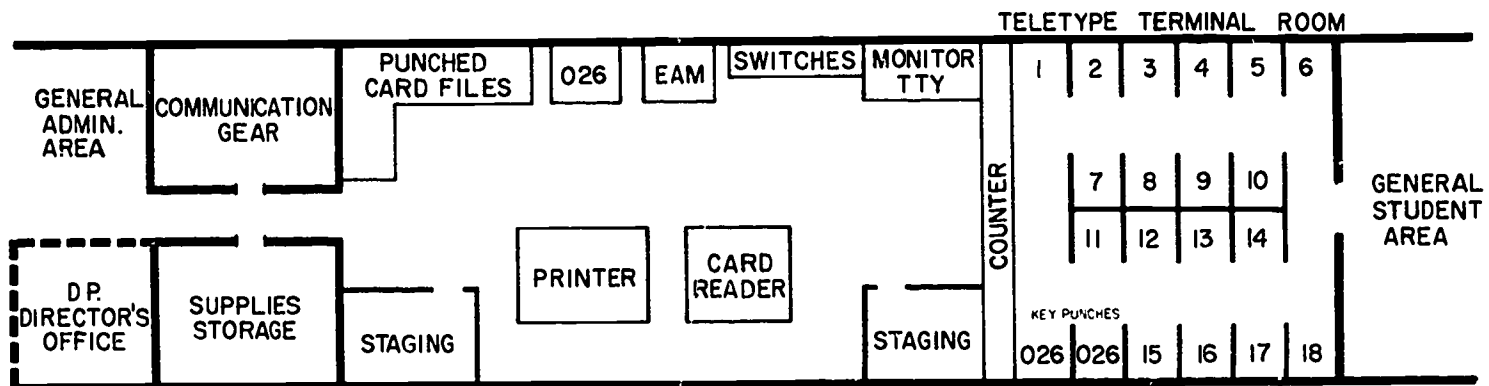 TELETYPE TERMINAL ROOM
GENERAL
ADMIN.
AREA
COMMUNICATION
GEAR
PUNCHED
CARD FILES
026
EAM
SWITCHES
MONITOR
TTY
COUNTER
1 2 3 4 5 6
7 8 9 10
11 12 13 14
GENERAL
STUDENT
AREA
D P.
DIRECTOR'S
OFFICE
SUPPLIES
STORAGE
STAGING
PRINTER
CARD
READER
STAGING
KEY PUNCHES
026 026 15 16 17 18